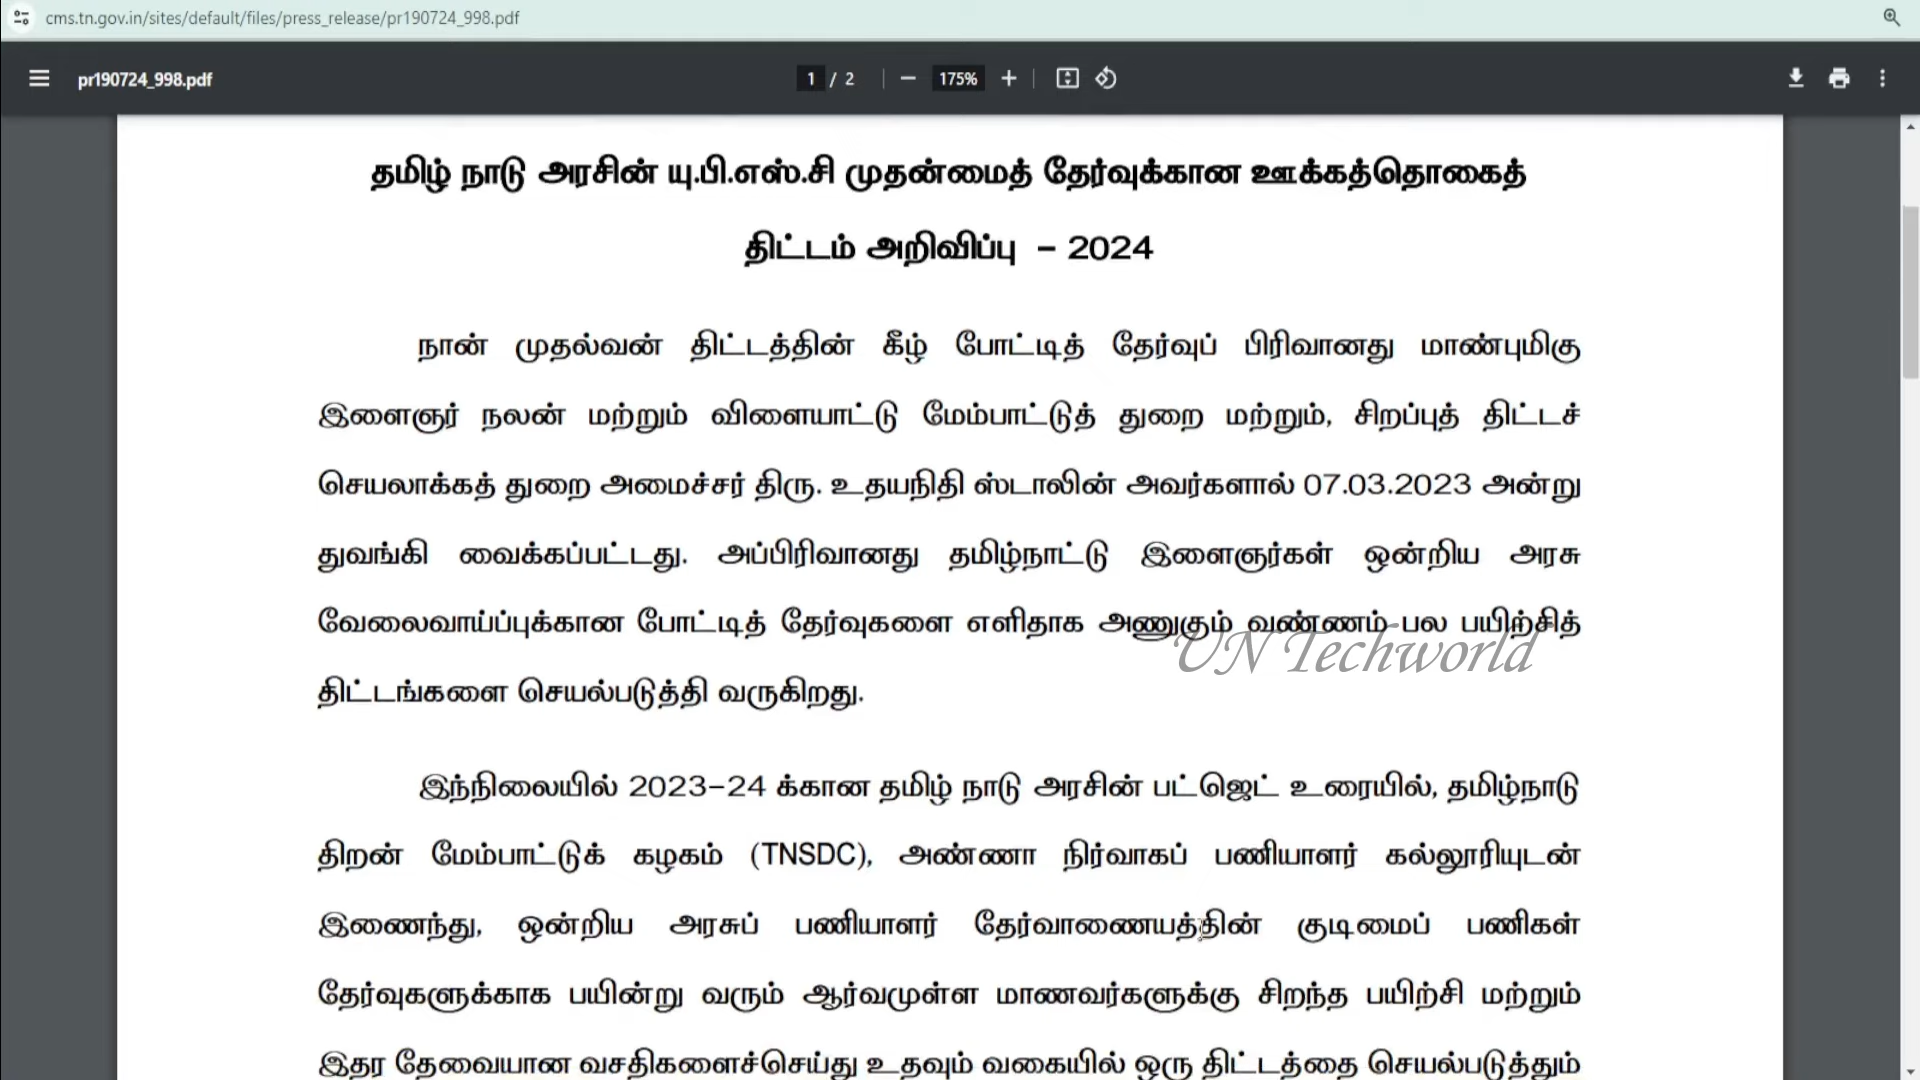 cms.tn.gov.in/sites/default/files/press_release/pr190724_998.pdf
pr190724_998.pdf
1 / 2
175%
தமிழ் நாடு அரசின் யு.பி.எஸ்.சி முதன்மைத் தேர்வுக்கான ஊக்கத்தொகைத்
திட்டம் அறிவிப்பு – 2024
நான் முதல்வன் திட்டத்தின் கீழ் போட்டித் தேர்வுப் பிரிவானது மாண்புமிகு
இளைஞர் நலன் மற்றும் விளையாட்டு மேம்பாட்டுத் துறை மற்றும், சிறப்புத் திட்டச்
செயலாக்கத் துறை அமைச்சர் திரு. உதயநிதி ஸ்டாலின் அவர்களால் 07.03.2023 அன்று
துவங்கி வைக்கப்பட்டது. அப்பிரிவானது தமிழ்நாட்டு இளைஞர்கள் ஒன்றிய அரசு
வேலைவாய்ப்புக்கான போட்டித் தேர்வுகளை எளிதாக அணுகும் வண்ணம் பல பயிற்சித்
UN Techworld
திட்டங்களை செயல்படுத்தி வருகிறது.
இந்நிலையில் 2023–24 க்கான தமிழ் நாடு அரசின் பட்ஜெட் உரையில், தமிழ்நாடு
திறன் மேம்பாட்டுக் கழகம் (TNSDC), அண்ணா நிர்வாகப் பணியாளர் கல்லூரியுடன்
இணைந்து, ஒன்றிய அரசுப் பணியாளர் தேர்வாணையத்தின் குடிமைப் பணிகள்
தேர்வுகளுக்காக பயின்று வரும் ஆர்வமுள்ள மாணவர்களுக்கு சிறந்த பயிற்சி மற்றும்
இதர தேவையான வசதிகளைச்செய்து உதவும் வகையில் ஒரு திட்டத்தை செயல்படுத்தும்